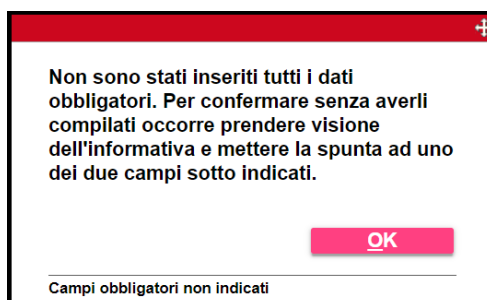 Non sono stati inseriti tutti i dati
obbligatori. Per confermare senza averli
compilati occorre prendere visione
dell'informativa e mettere la spunta ad uno
dei due campi sotto indicati.
OK
Campi obbligatori non indicati